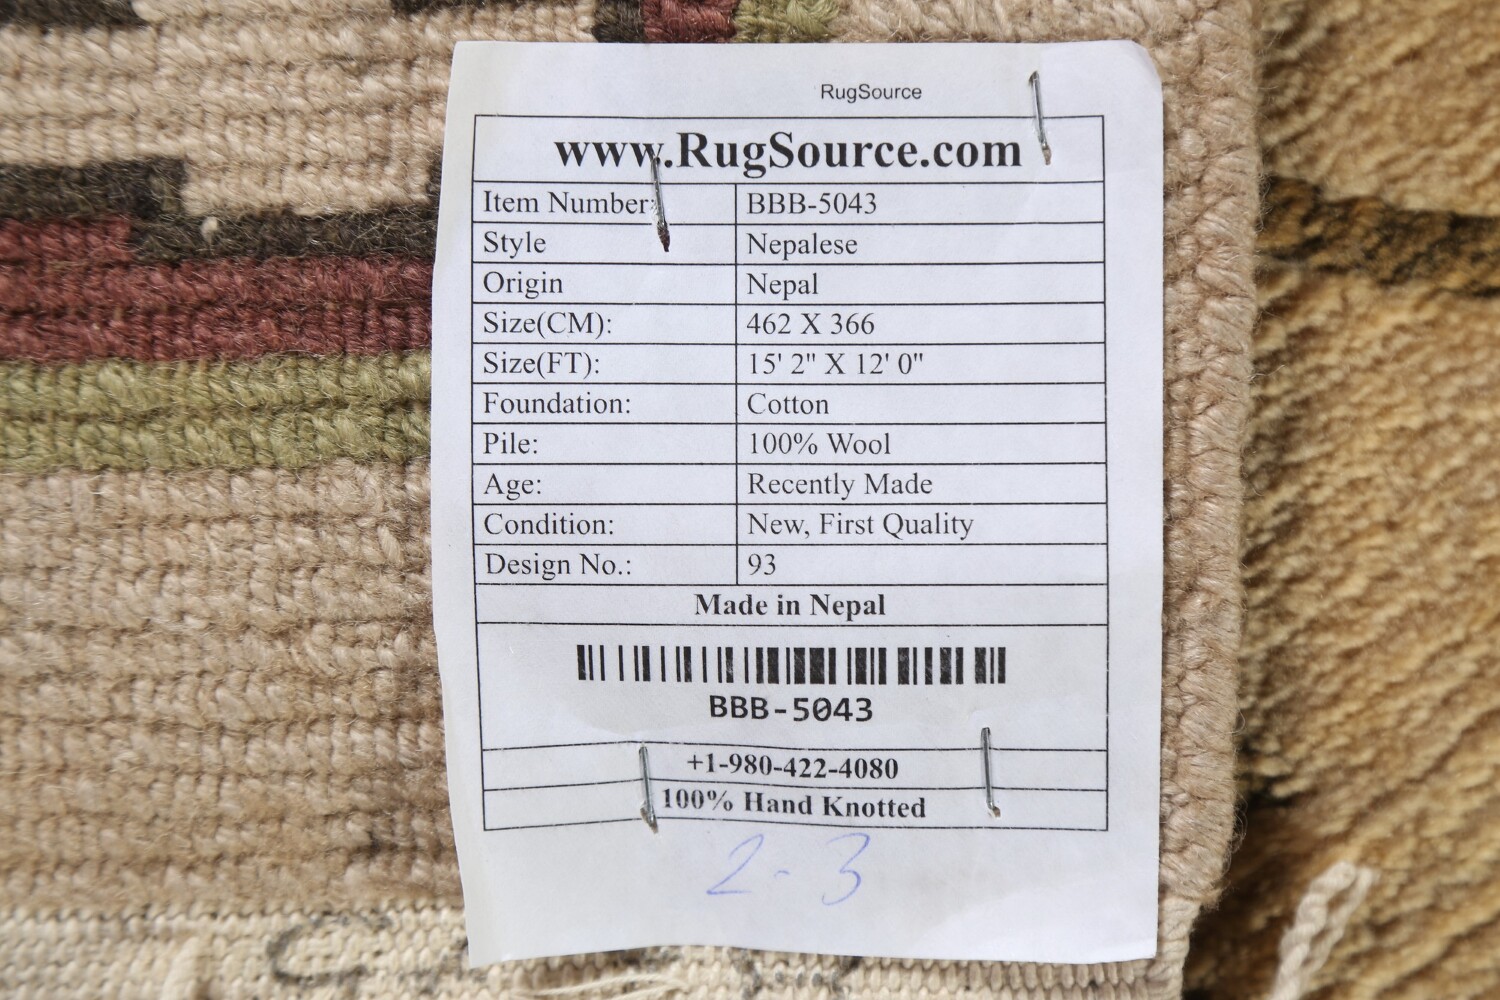 RugSource
www.RugSource.com
Item Number: BBB-5043
Style Nepalese
Origin Nepal
Size(CM): 462 X 366
Size(FT): 15' 2" X 12' 0"
Foundation: Cotton
Pile: 100% Wool
Age: Recently Made
Condition: New, First Quality
Design No.: 93
Made in Nepal
BBB-5043
+1-980-422-4080
100% Hand Knotted
2-3